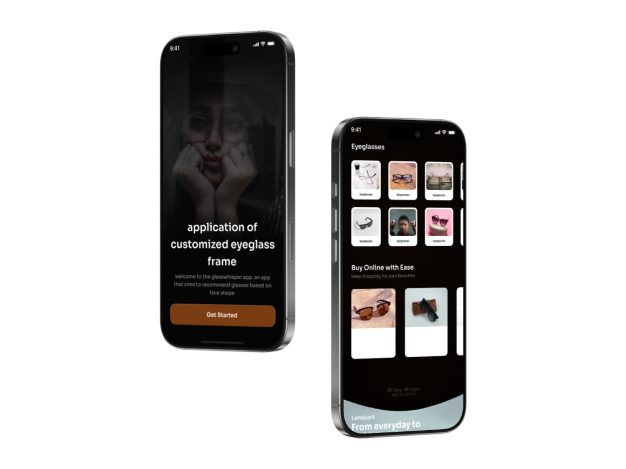 9:41
application of
customized eyeglass
frame
welcome to the glasswhisper app, an app
that aims to recommend glasses based on
face shape
Get Started
9:41
Eyeglasses
Eyeglasses
Eyeglasses
Eyeglasses
Eyeglasses
Eyeglasses
Eyeglasses
Buy Online with Ease
keep shopping for your favorites
Lenskart
From everyday to